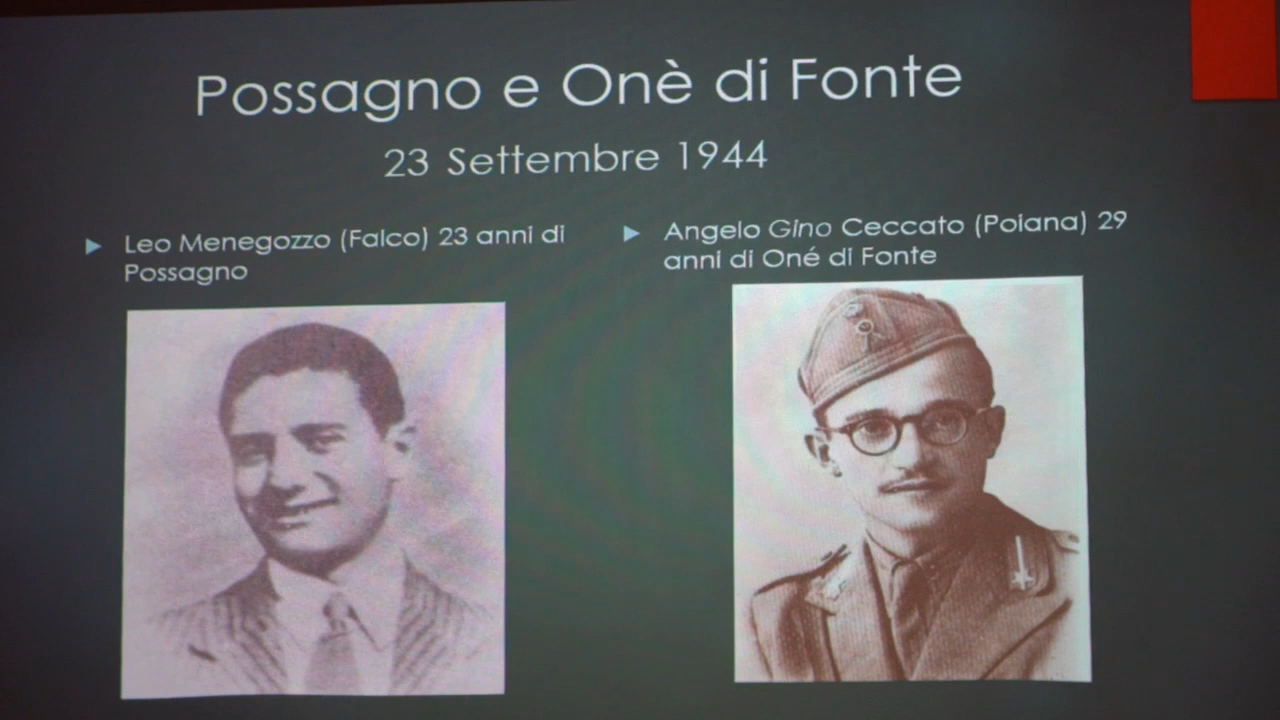 Possagno e Onè di Fonte
23 Settembre 1944
Leo Menegozzo (Falco) 23 anni di
Possagno
Angelo Gino Ceccato (Poiana) 29
anni di Oné di Fonte